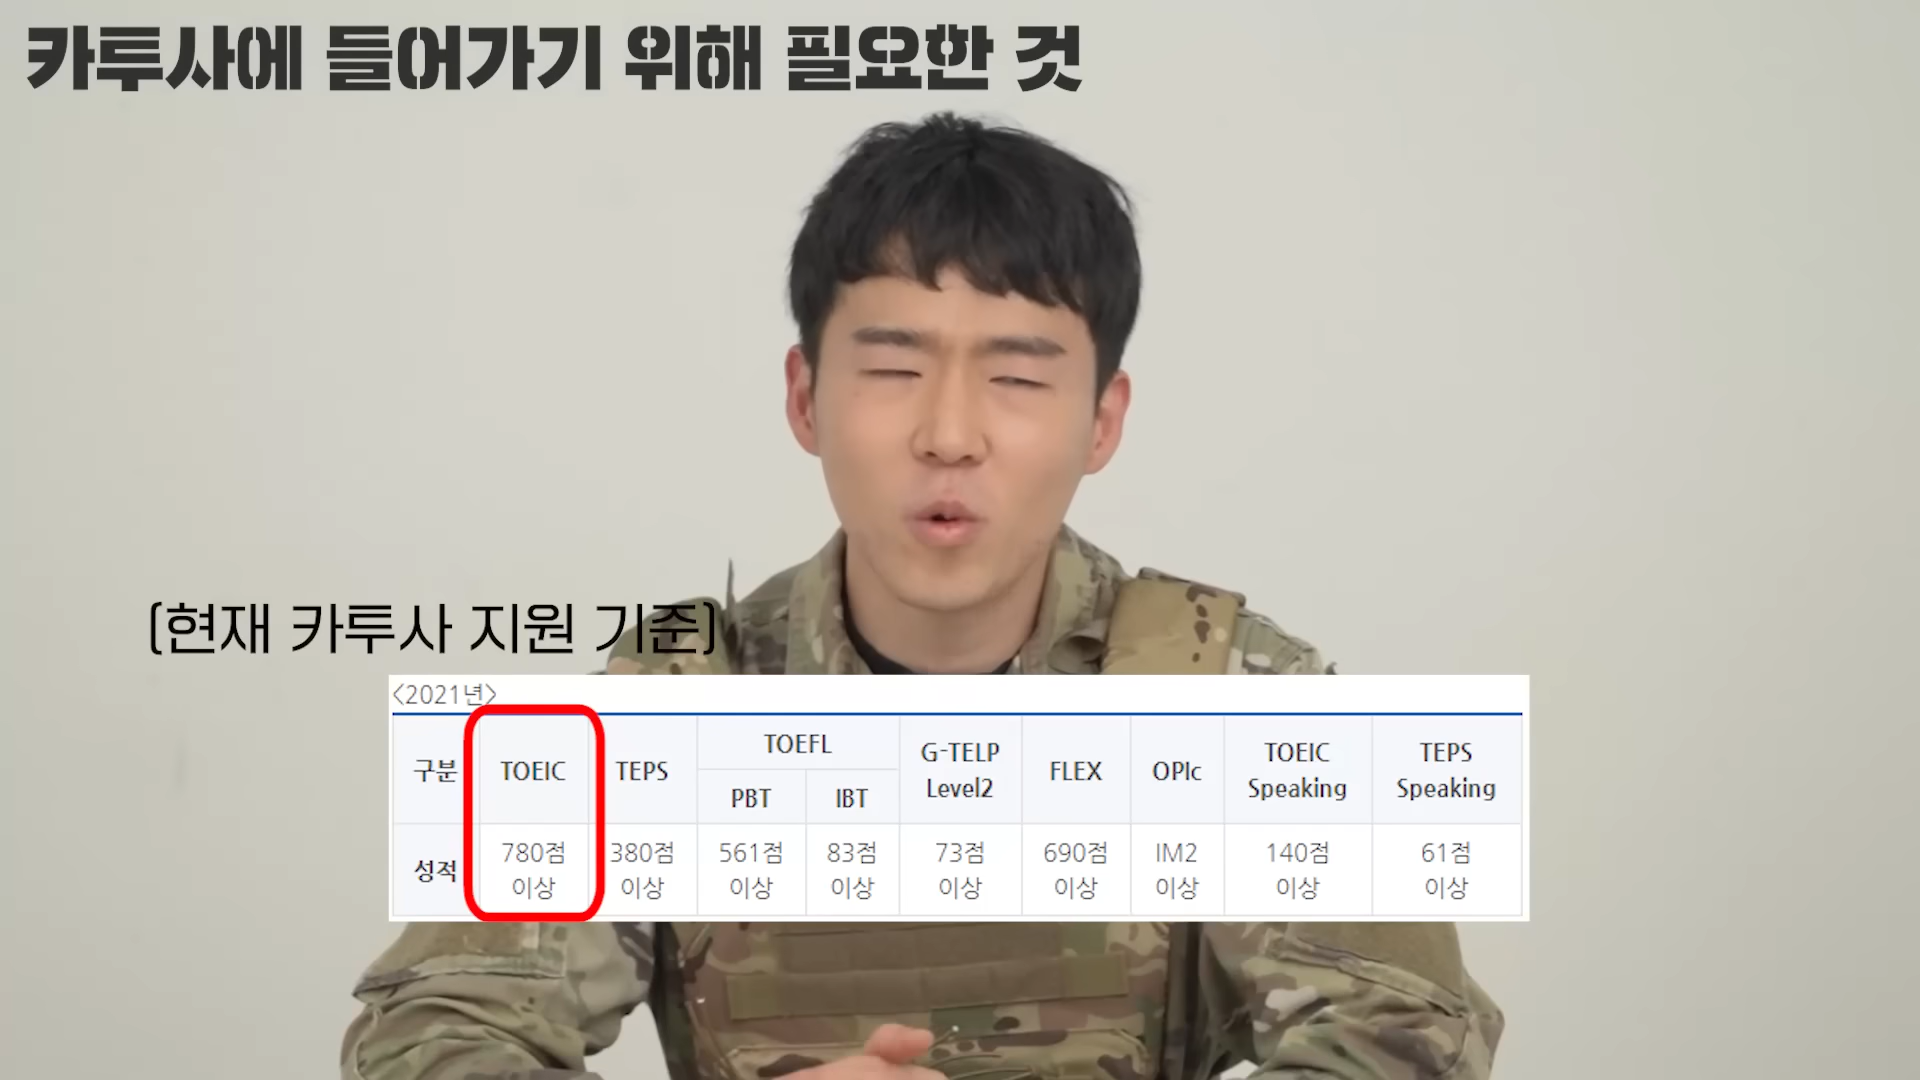 카투사에 들어가기 위해 필요한 것
(현재 카투사 지원 기준)
<2021년>
구분 TOEIC TEPS TOEFL G-TELP Level2 FLEX OPIc TOEIC Speaking TEPS Speaking
PBT IBT
성적 780점 이상 380점 이상 561점 이상 83점 이상 73점 이상 690점 이상 IM2 이상 140점 이상 61점 이상